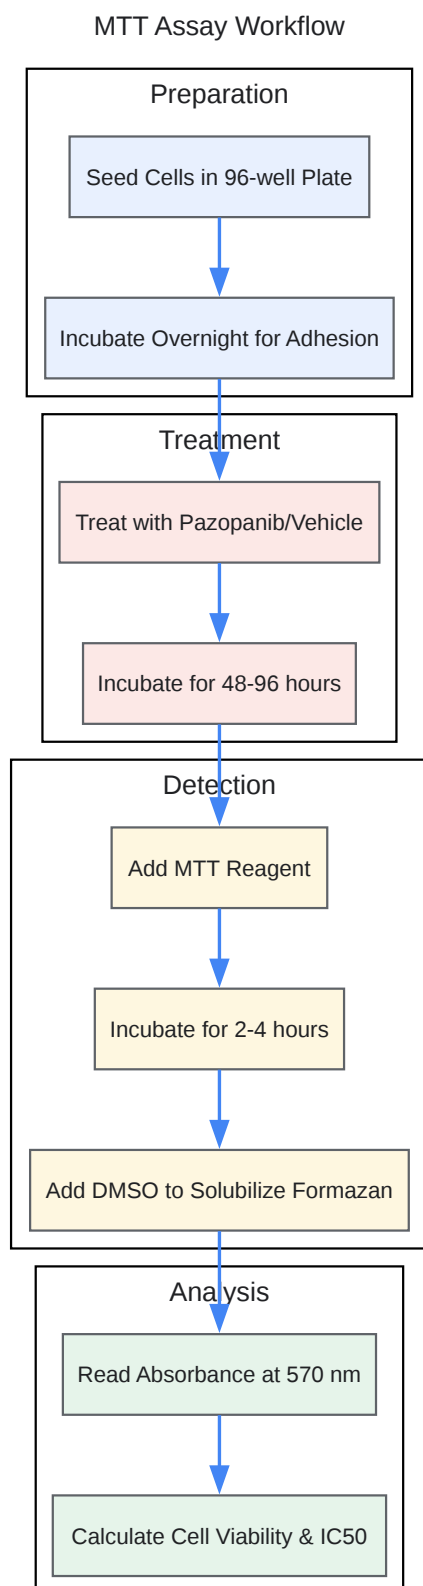 MTT Assay Workflow
Preparation
Seed Cells in 96-well Plate
Incubate Overnight for Adhesion
Treatment
Treat with Pazopanib/Vehicle
Incubate for 48-96 hours
Detection
Add MTT Reagent
Incubate for 2-4 hours
Add DMSO to Solubilize Formazan
Analysis
Read Absorbance at 570 nm
Calculate Cell Viability & IC50